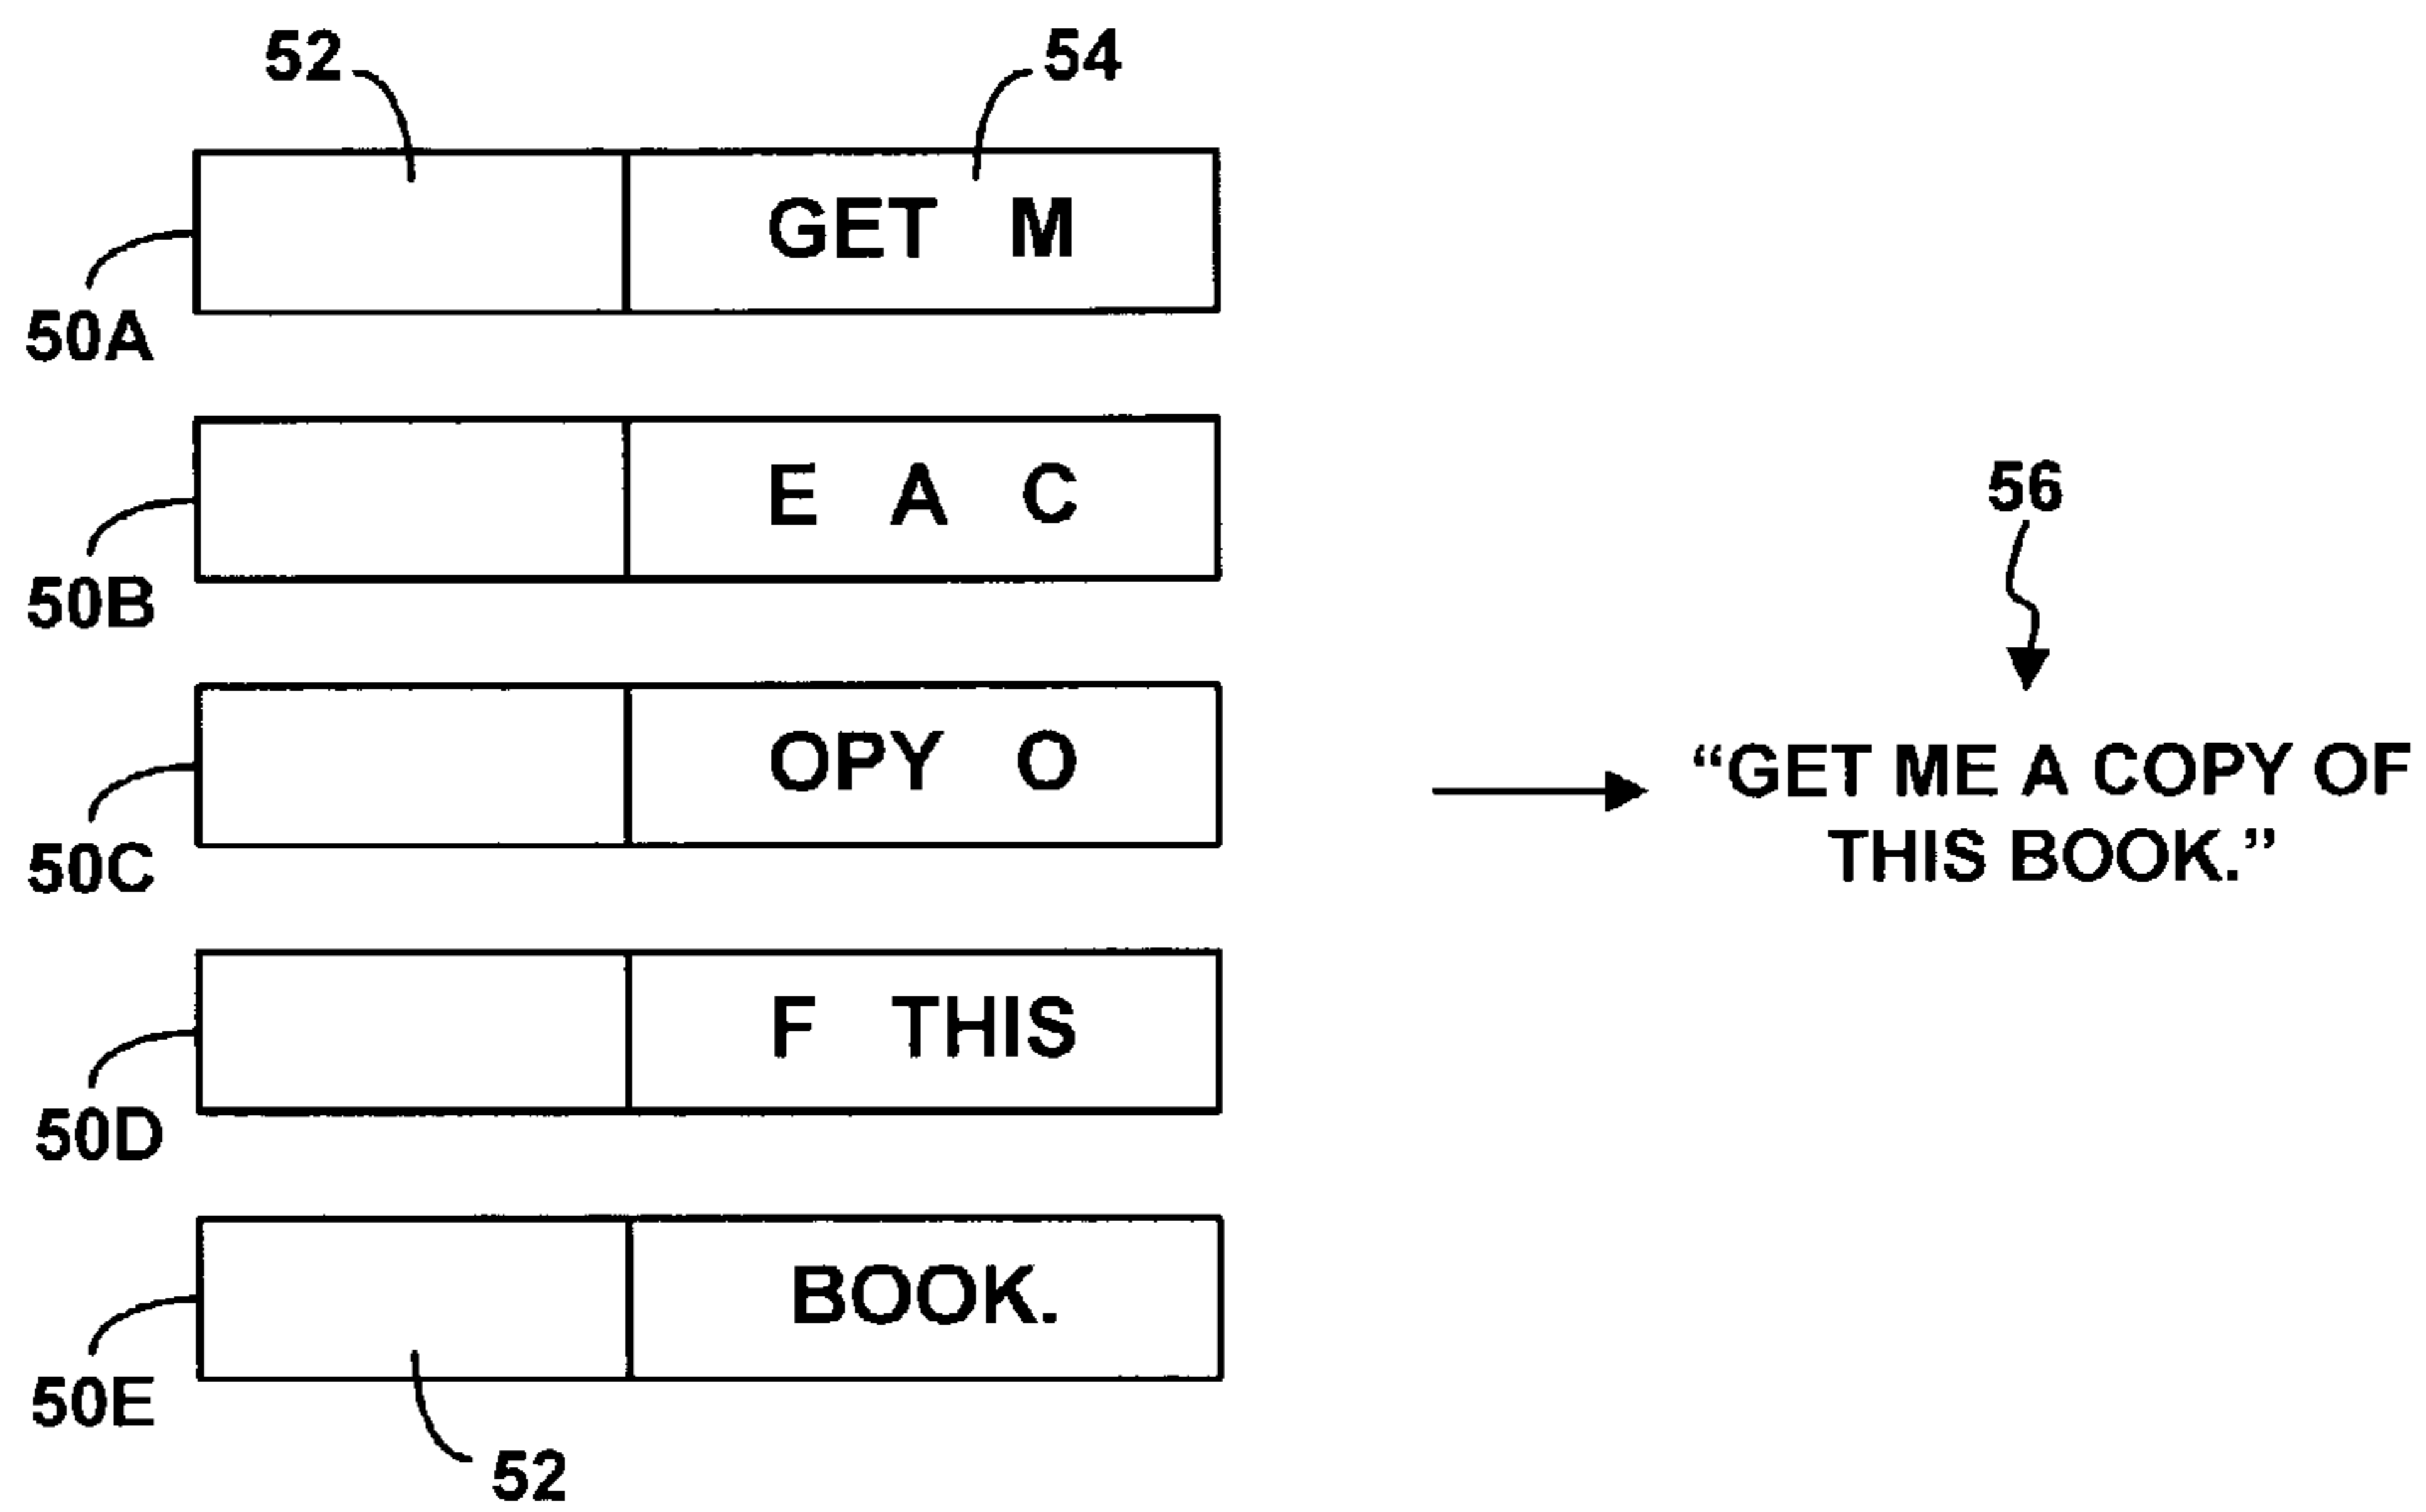 52 54
GET M
50A
E A C
50B
56
OPY O
50C
“GET ME A COPY OF
THIS BOOK.”
F THIS
50D
BOOK.
50E
52